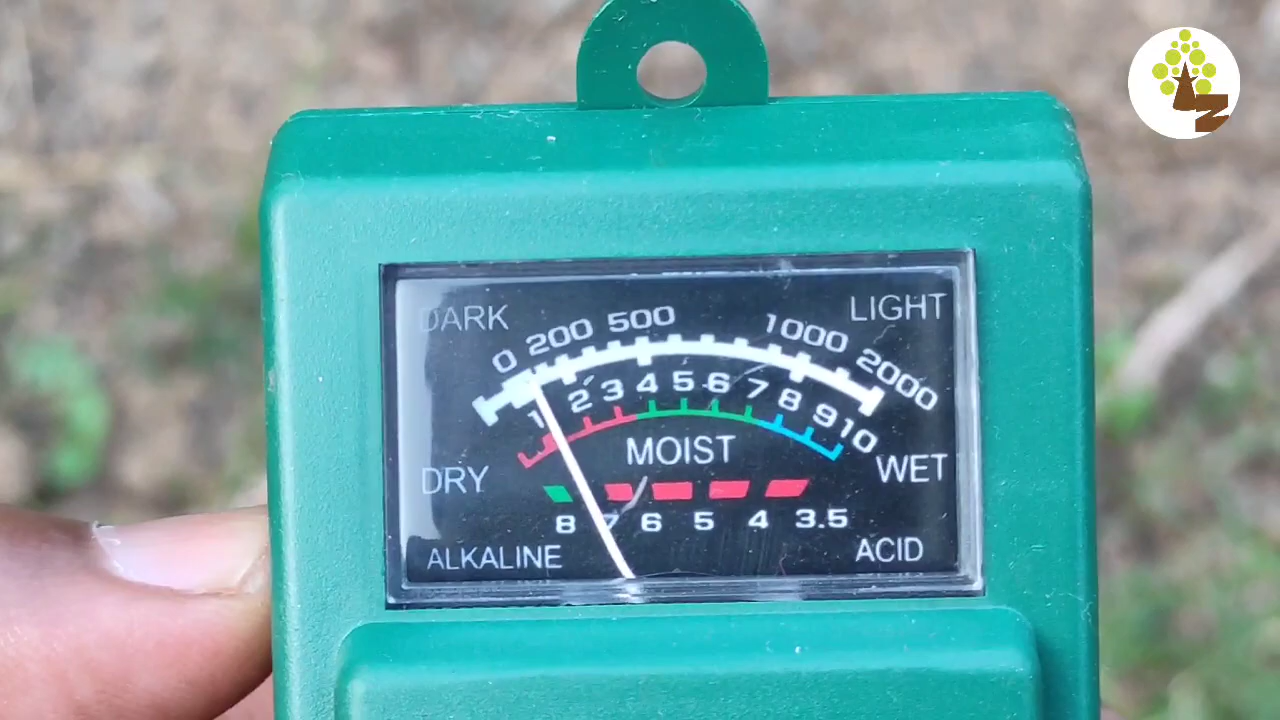 DARK LIGHT
0 200 500 1000 2000
1 2 3 4 5 6 7 8 9 10
DRY MOIST WET
8 7 6 5 4 3.5
ALKALINE ACID